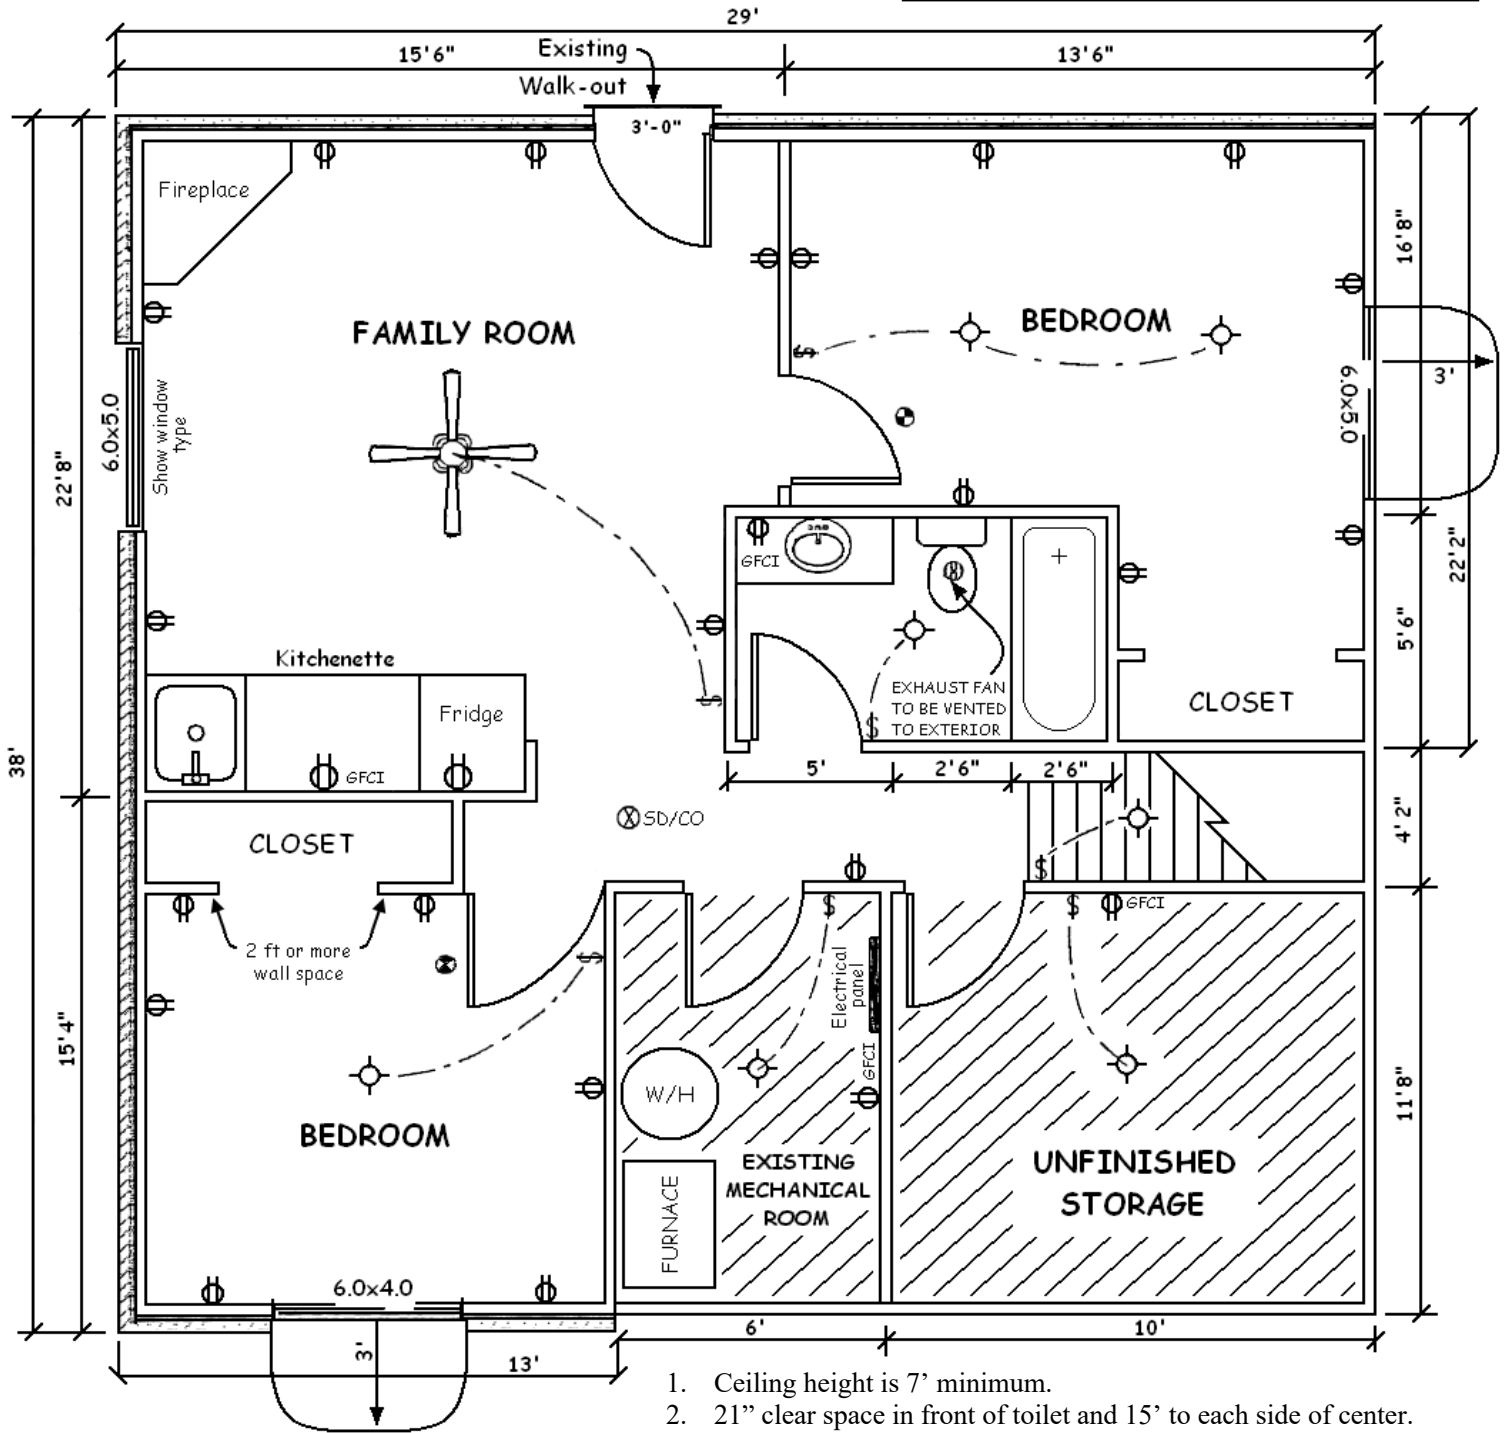 29'
15'6"
Existing
13'6"
Walk-out
3'-0"
Fireplace
16'8"
FAMILY ROOM
BEDROOM
6.0x5.0
Show window
type
6.0x5.0
3'
22'8"
GFCI
22'2"
5'6"
Kitchenette
EXHAUST FAN
TO BE VENTED
TO EXTERIOR
CLOSET
Fridge
GFCI
38'
5'
2'6"
2'6"
SD/CO
4'2"
CLOSET
$
$
$
$
$
$
$
GFCI
2 ft or more
wall space
Electrical
panel
15'4"
GFCI
W/H
11'8"
BEDROOM
EXISTING
MECHANICAL
ROOM
UNFINISHED
STORAGE
FURNACE
6.0x4.0
6'
10'
3'
13'
1. Ceiling height is 7’ minimum.
2. 21” clear space in front of toilet and 15’ to each side of center.